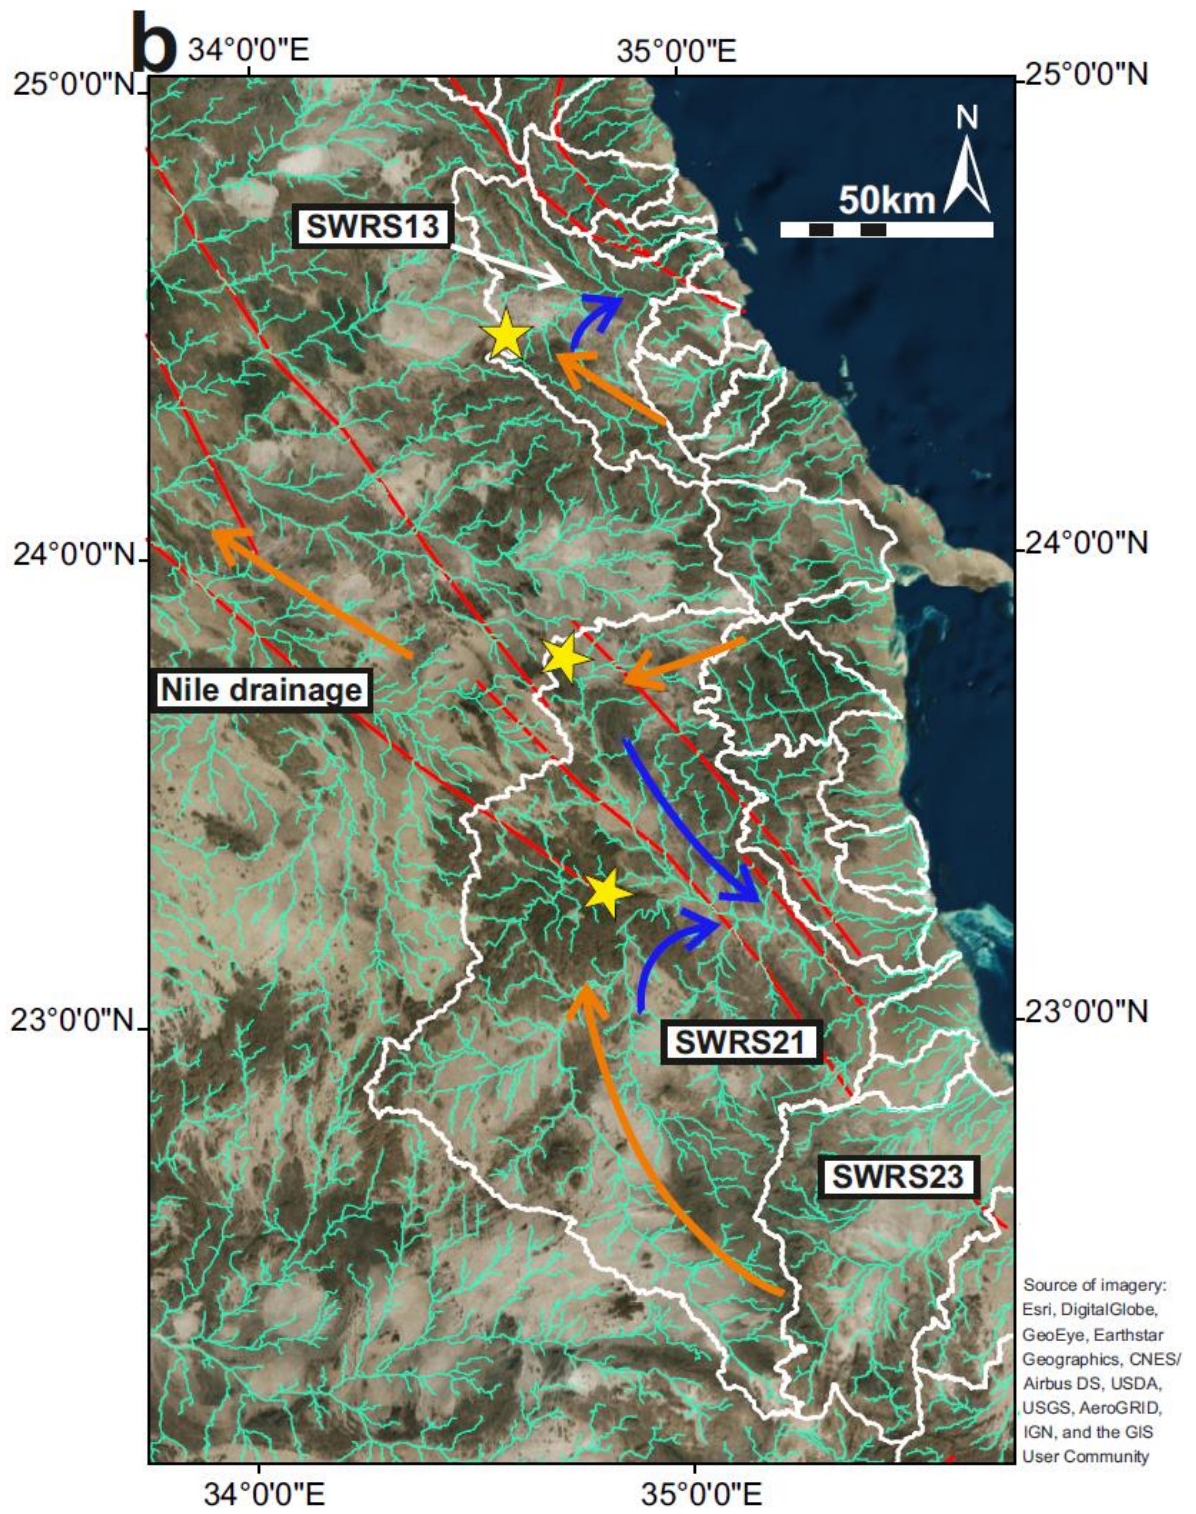 b
34°0'0"E
35°0'0"E
25°0'0"N
25°0'0"N
N
50km
SWRS13
24°0'0"N
24°0'0"N
Nile drainage
23°0'0"N
23°0'0"N
SWRS21
SWRS23
Source of imagery:
Esri, DigitalGlobe,
GeoEye, Earthstar
Geographics, CNES/
Airbus DS, USDA,
USGS, AeroGRID,
IGN, and the GIS
User Community
34°0'0"E
35°0'0"E